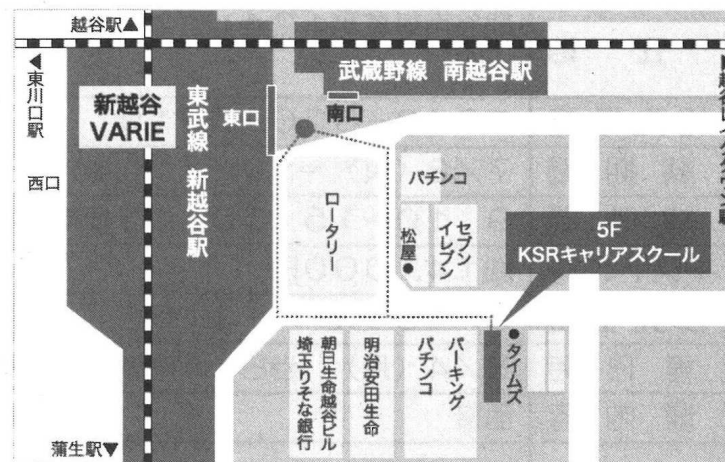 越谷駅▲
◀東川口駅
武蔵野線 南越谷駅
新越谷
VARIE
東武線 新越谷駅
東口
南口
西口
ロータリー
パチンコ
松屋
セブン
イレブン
5F
KSRキャリアスクール
朝日生命越谷ビル
埼玉りそな銀行
明治安田生命
パーキング
パチンコ
タイムズ
蒲生駅▼